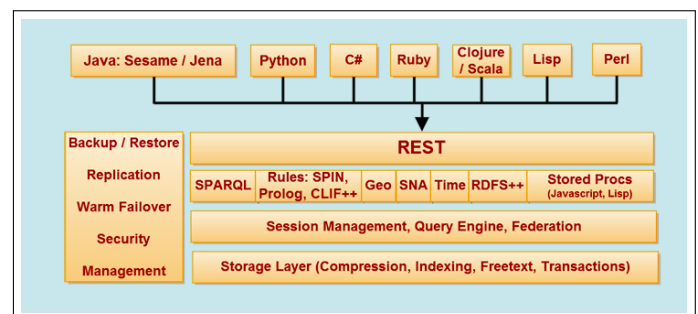 Java: Sesame / Jena
Python
C#
Ruby
Clojure
/ Scala
Lisp
Perl
Backup / Restore
Replication
Warm Failover
Security
Management
REST
SPARQL
Rules: SPIN,
Prolog, CLIF++
Geo
SNA
Time
RDFS++
Stored Procs
(Javascript, Lisp)
Session Management, Query Engine, Federation
Storage Layer (Compression, Indexing, Freetext, Transactions)